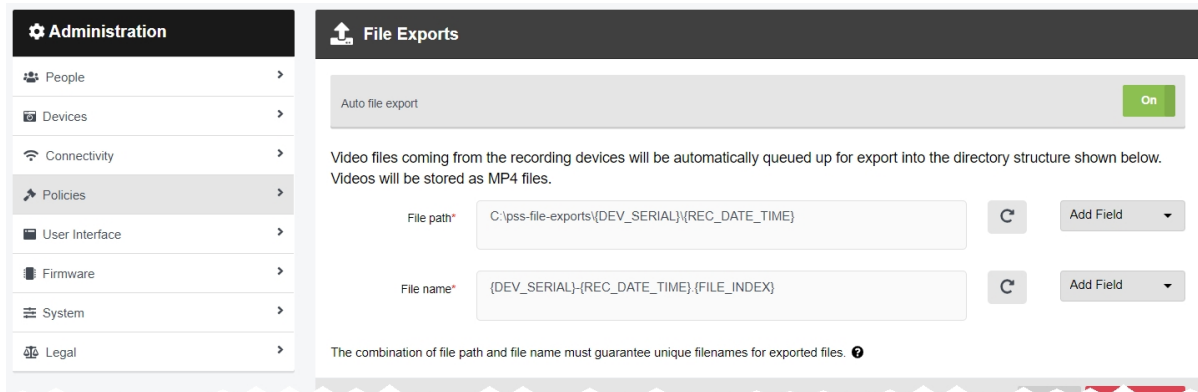 Administration
People
Devices
Connectivity
Policies
User Interface
Firmware
System
Legal
File Exports
Auto file export
On
Video files coming from the recording devices will be automatically queued up for export into the directory structure shown below.
Videos will be stored as MP4 files.
File path*
C:\pss-file-exports\{DEV_SERIAL}\{REC_DATE_TIME}
Add Field
File name*
{DEV_SERIAL}-{REC_DATE_TIME}.{FILE_INDEX}
Add Field
The combination of file path and file name must guarantee unique filenames for exported files. ?